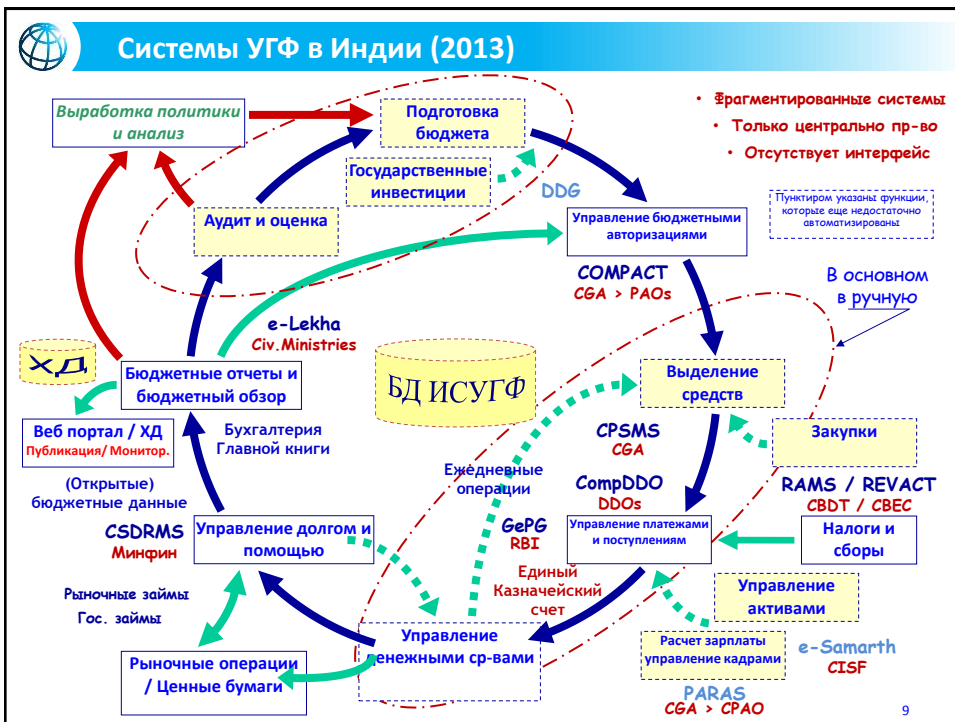 Системы УГФ в Индии (2013)
Выработка политики
и анализ
Подготовка
бюджета
• Фрагментированные системы
• Только центрально пр-во
• Отсутствует интерфейс
Государственные
инвестиции
DDG
Аудит и оценка
Управление бюджетными
авторизациями
Пунктиром указаны функции,
которые еще недостаточно
автоматизированы
COMPACT
CGA > PAOs
В основном
в ручную
e-Lekha
Civ.Ministries
ХД
Бюджетные отчеты и
бюджетный обзор
БД ИСУГФ
Выделение
средств
Веб портал / ХД
Публикация/ Монитор.
Бухгалтерия
Главной книги
CPSMS
CGA
Закупки
(Открытые)
бюджетные данные
Ежедневные
операции
CompDDO
DDOs
RAMS / REVACT
CBDT / CBEC
CSDRMS
Минфин
Управление долгом и
помощью
GePG
RBI
Управление платежами
и поступлениям
Налоги и
сборы
Единый
Казначейский
счет
Рыночные займы
Гос. займы
Управление
активами
Управление
денежными ср-вами
Расчет зарплаты
управление кадрами
e-Samarth
CISF
Рыночные операции
/ Ценные бумаги
PARAS
CGA > CPAO
9